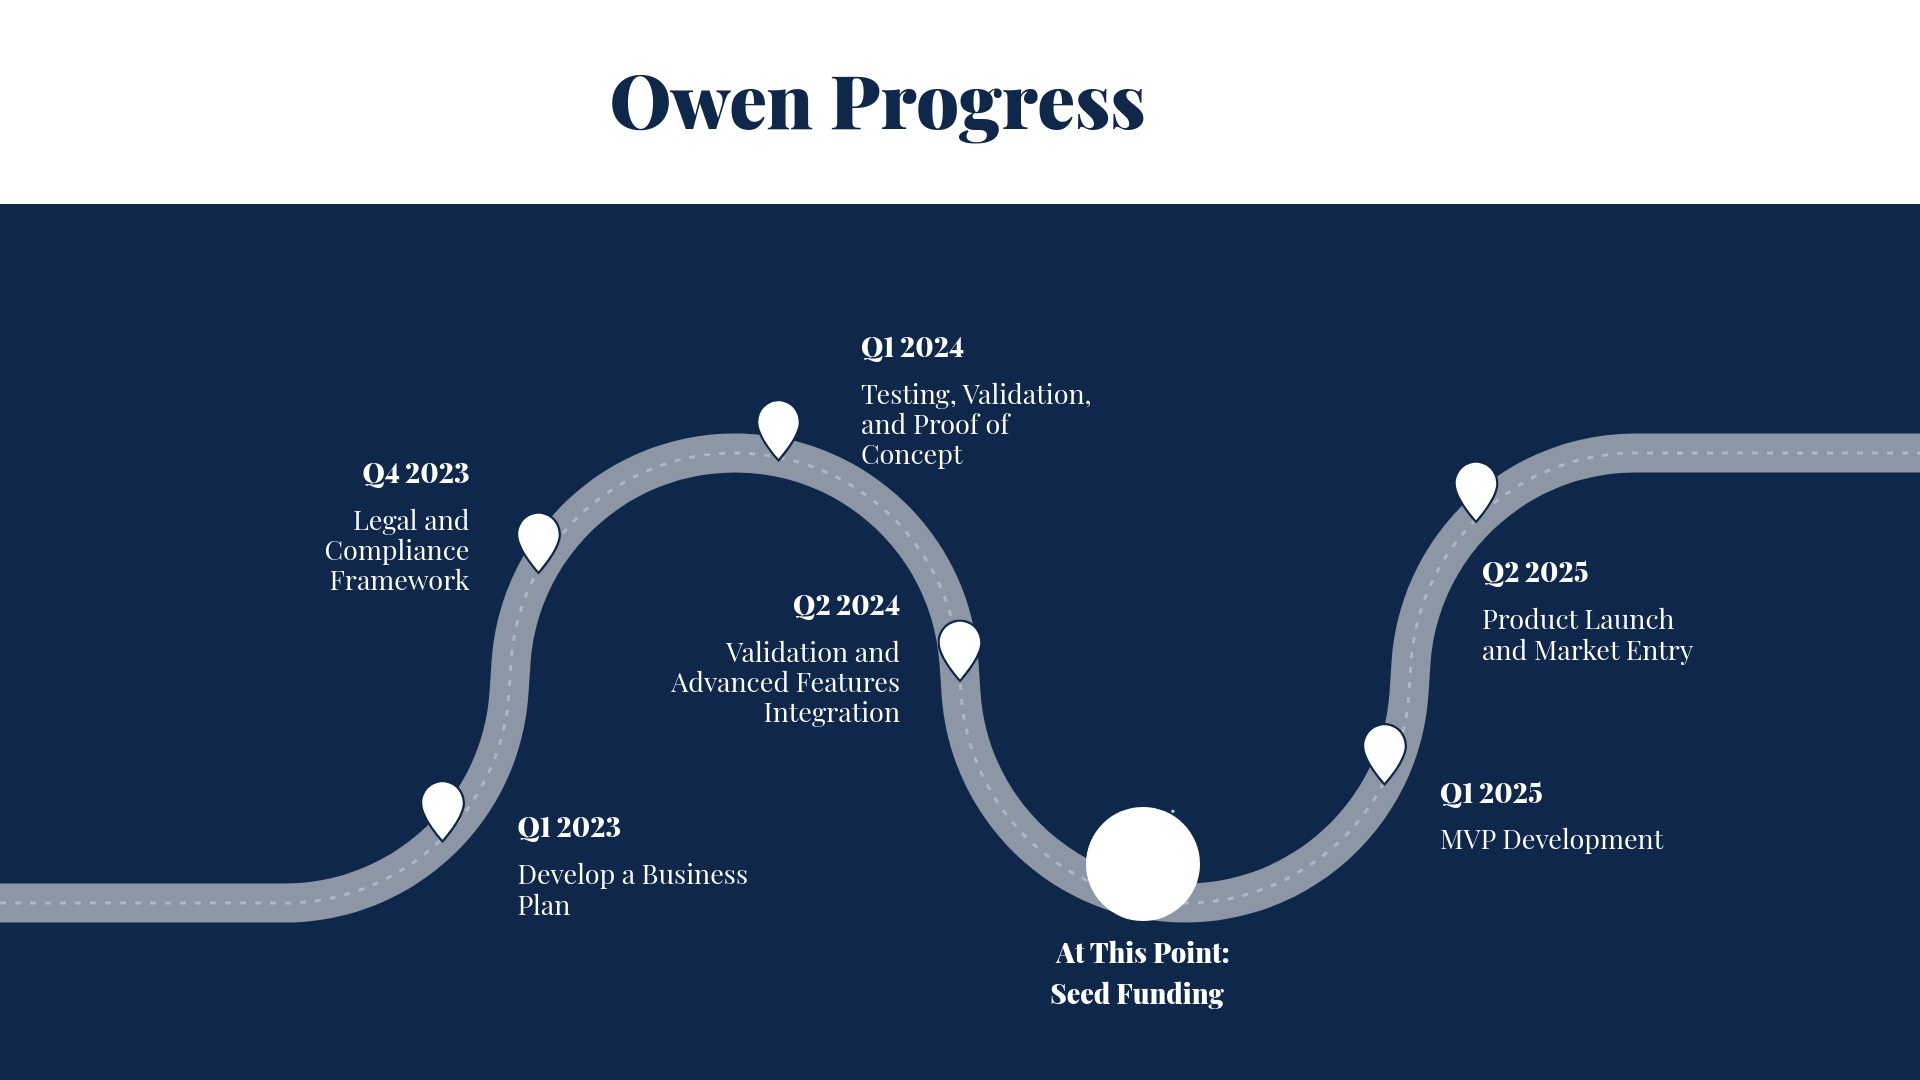 Owen Progress
Q1 2024
Testing, Validation,
and Proof of
Concept
Q4 2023
Legal and
Compliance
Framework
Q2 2024
Validation and
Advanced Features
Integration
Q2 2025
Product Launch
and Market Entry
Q1 2023
Develop a Business
Plan
Q1 2025
MVP Development
At This Point:
Seed Funding